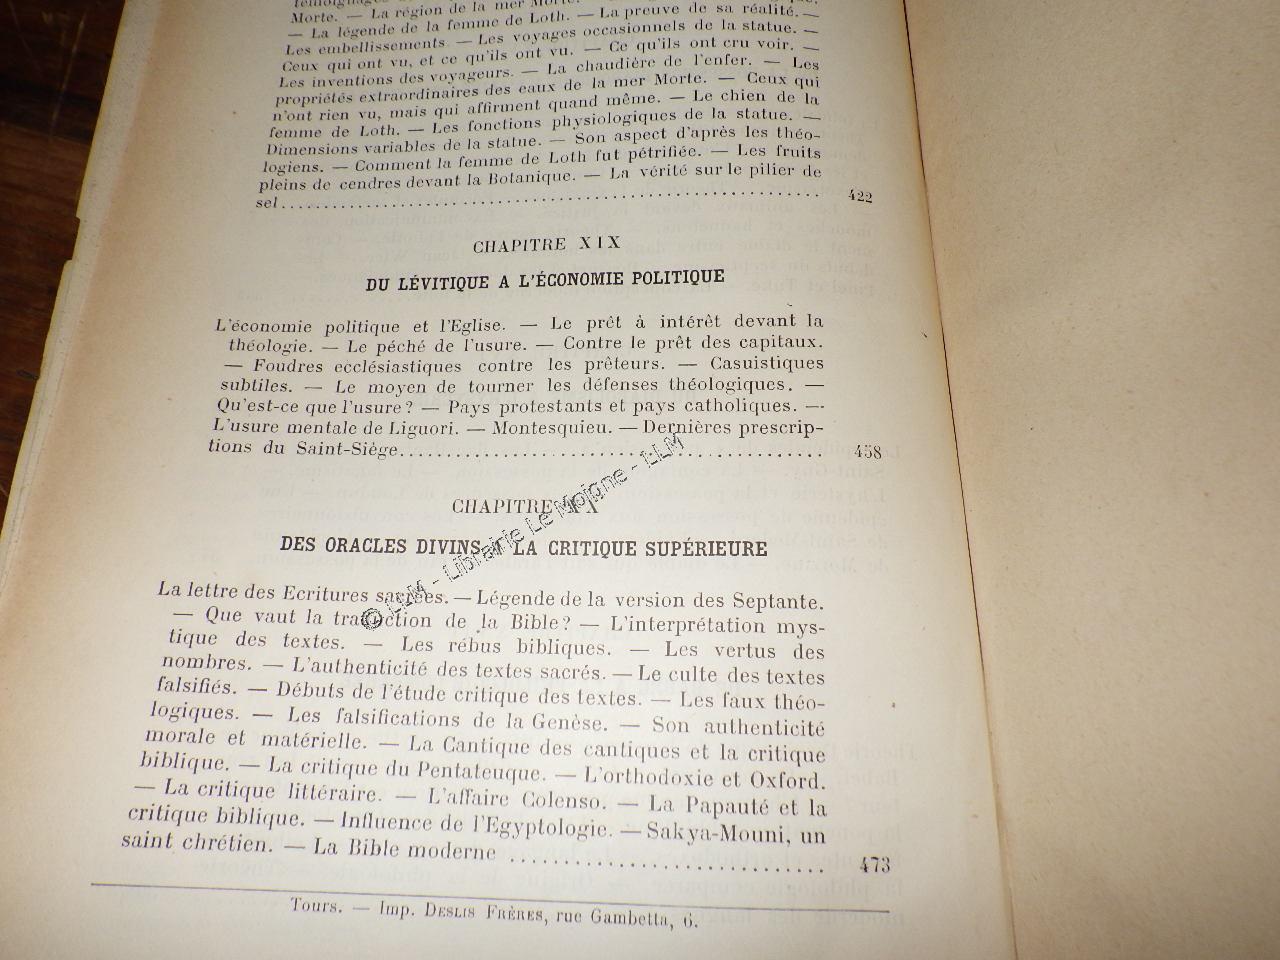 Morte. — La région de la mer Morte.
— La légende de la femme de Loth. — La preuve de sa réalité. —
Les embellissements. — Les voyages occasionnels de la statue. —
Ceux qui ont vu, et ce qu'ils ont vu. — Ce qu'ils ont cru voir. —
Les inventions des voyageurs. — La chaudière de l'enfer. — Les
propriétés extraordinaires des eaux de la mer Morte. — Ceux qui
n'ont rien vu, mais qui affirment quand même. — Le chien de la
femme de Loth. — Les fonctions physiologiques de la statue. —
Dimensions variables de la statue. — Son aspect d'après les théo-
logiens. — Comment la femme de Loth fut pétrifiée. — Les fruits
pleins de cendres devant la Botanique. — La vérité sur le pilier de
sel............................................................ 422
CHAPITRE XIX
DU LÉVITIQUE A L'ÉCONOMIE POLITIQUE
L'économie politique et l'Eglise. — Le prêt à intérêt devant la
théologie. — Le péché de l'usure. — Contre le prêt des capitaux.
— Foudres ecclésiastiques contre les prêteurs. — Casuistiques
subtiles. — Le moyen de tourner les défenses théologiques. —
Qu'est-ce que l'usure ? — Pays protestants et pays catholiques. —
L'usure mentale de Liguori. — Montesquieu. — Dernières prescrip-
tions du Saint-Siège.......................................... 458
CHAPITRE XX
DES ORACLES DIVINS A LA CRITIQUE SUPÉRIEURE
La lettre des Ecritures sacrées. — Légende de la version des Septante.
— Que vaut la traduction de la Bible ? — L'interprétation mys-
tique des textes. — Les rébus bibliques. — Les vertus des
nombres. — L'authenticité des textes sacrés. — Le culte des textes
falsifiés. — Débuts de l'étude critique des textes. — Les faux théo-
logiques. — Les falsifications de la Genèse. — Son authenticité
morale et matérielle. — La Cantique des cantiques et la critique
biblique. — La critique du Pentateuque. — L'orthodoxie et Oxford.
— La critique littéraire. — L'affaire Colenso. — La Papauté et la
critique biblique. — Influence de l'Egyptologie. — Sakya-Mouni, un
saint chrétien. — La Bible moderne .............................. 473
Tours. — Imp. DESLIS FRÈRES, rue Gambetta, 6.
© LLM - Librairie Le Mojone - LLM